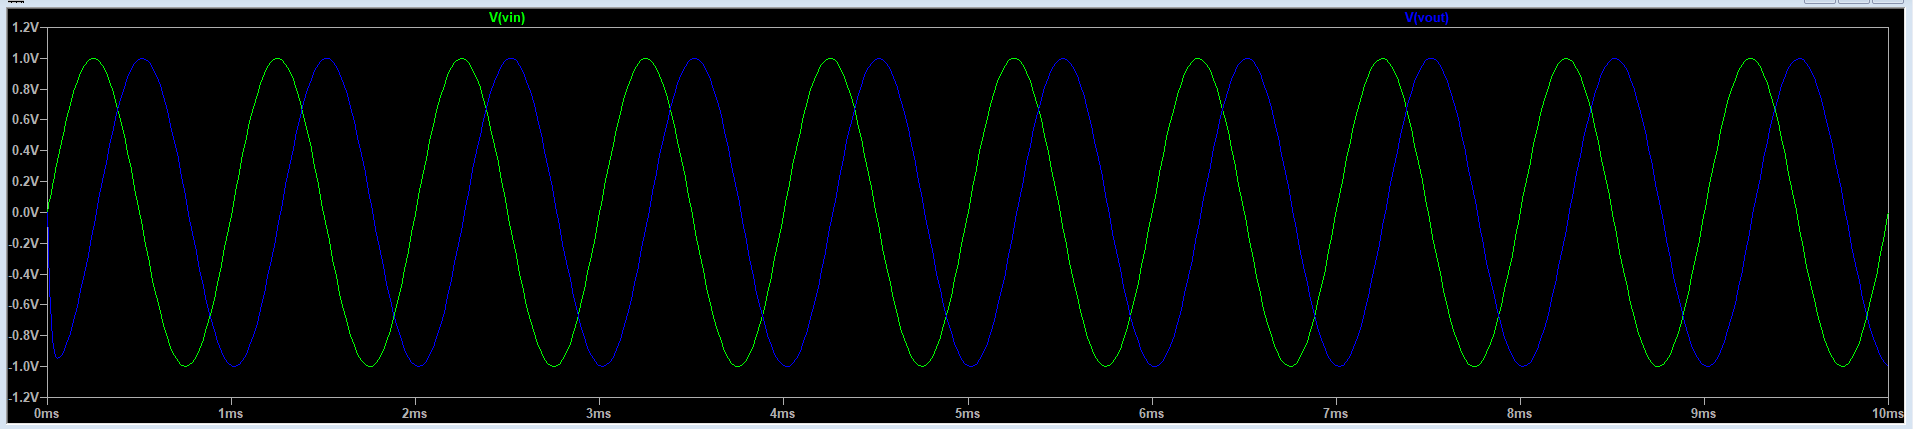 V(vin) V(vout)
1.2V
1.0V
0.8V
0.6V
0.4V
0.2V
0.0V
-0.2V
-0.4V
-0.6V
-0.8V
-1.0V
-1.2V
0ms 1ms 2ms 3ms 4ms 5ms 6ms 7ms 8ms 9ms 10ms